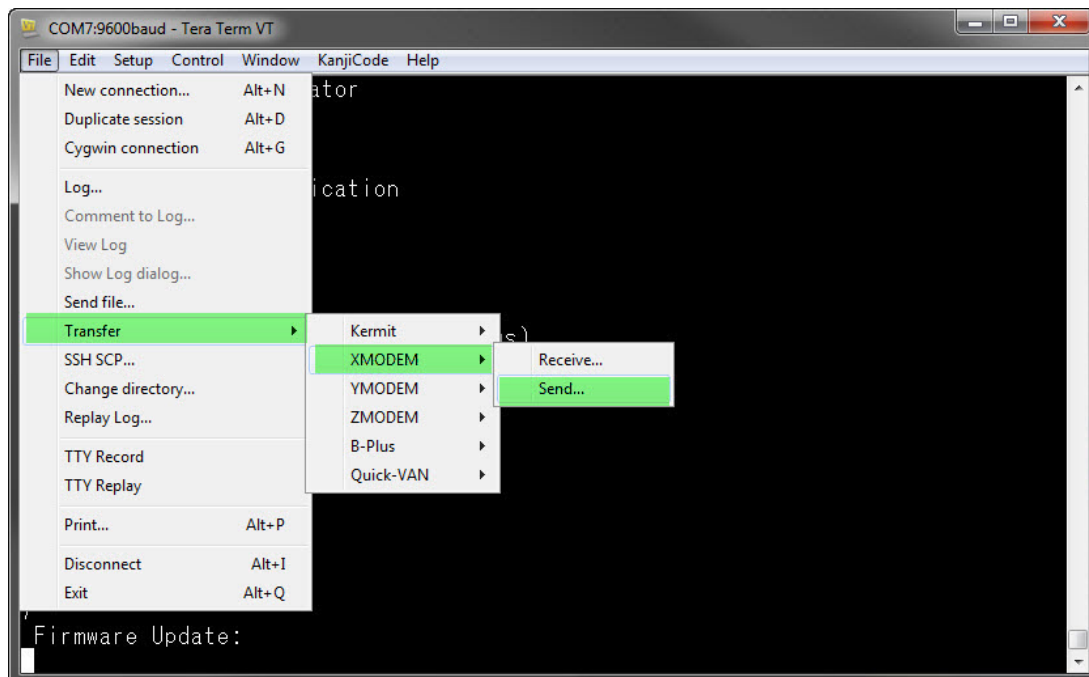 COM7:9600baud - Tera Term VT
File Edit Setup Control Window KanjiCode Help
New connection... Alt+N
Duplicate session Alt+D
Cygwin connection Alt+G
Log...
Comment to Log...
View Log
Show Log dialog...
Send file...
Transfer
SSH SCP...
Change directory...
Replay Log...
TTY Record
TTY Replay
Print... Alt+P
Disconnect Alt+I
Exit Alt+Q
Kermit
XMODEM
YMODEM
ZMODEM
B-Plus
Quick-VAN
Receive...
Send...
ator
ication
s)
Firmware Update: